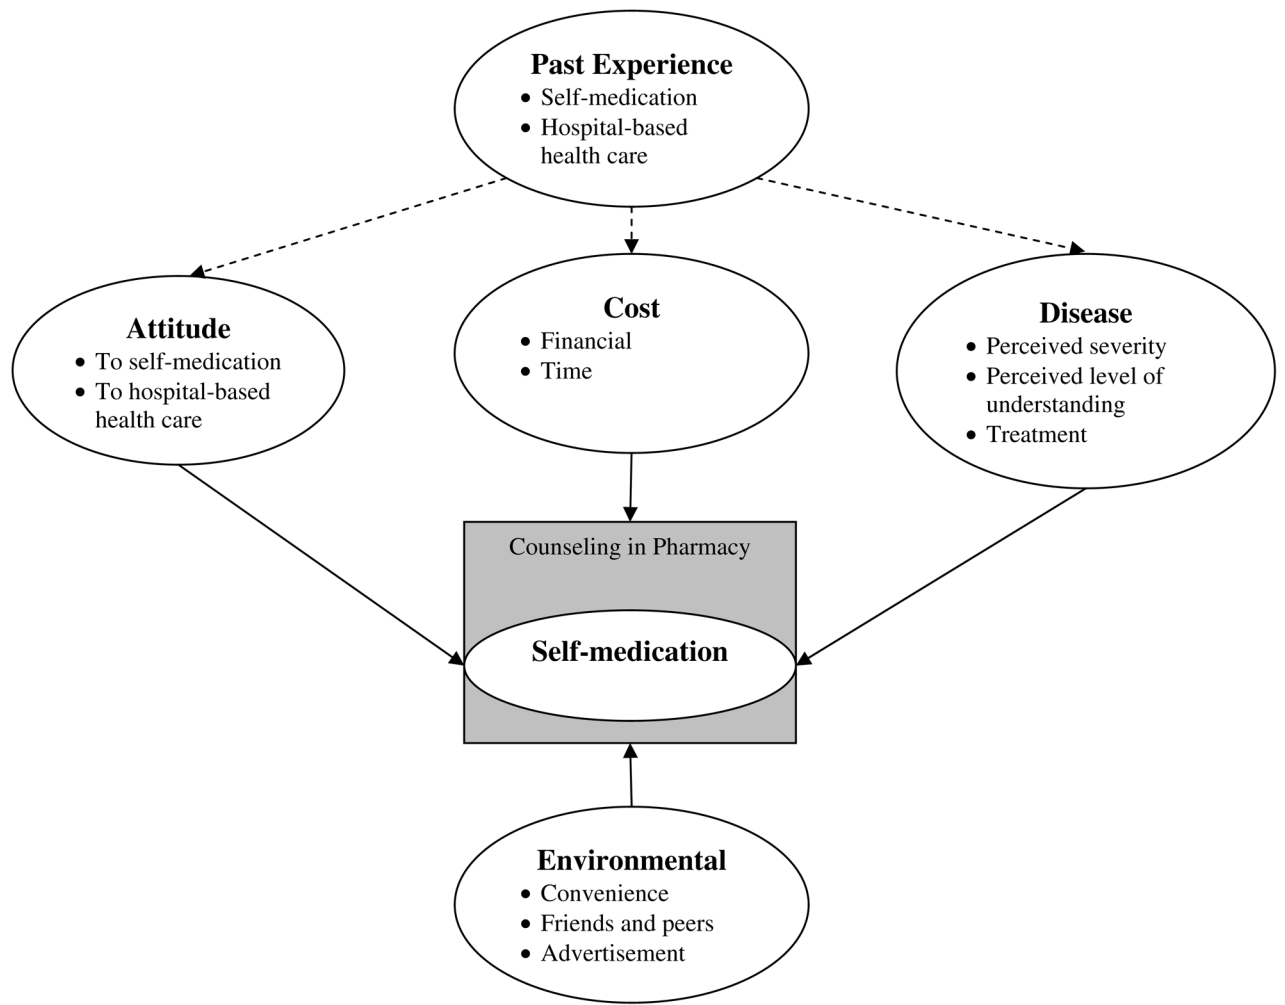 Past Experience
• Self-medication
• Hospital-based
health care
Attitude
• To self-medication
• To hospital-based
health care
Cost
• Financial
• Time
Disease
• Perceived severity
• Perceived level of
understanding
• Treatment
Counseling in Pharmacy
Self-medication
Environmental
• Convenience
• Friends and peers
• Advertisement